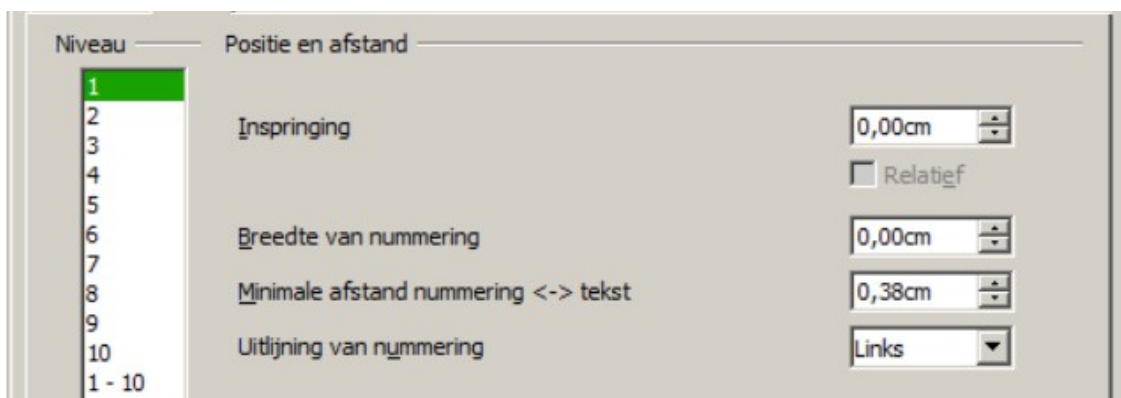 Niveau
Positie en afstand
1
2
3
4
5
6
7
8
9
10
1 - 10
Inspringing 0,00cm
Relatief
Breedte van nummering 0,00cm
Minimale afstand nummering <-> tekst 0,38cm
Uitlijning van nummering Links